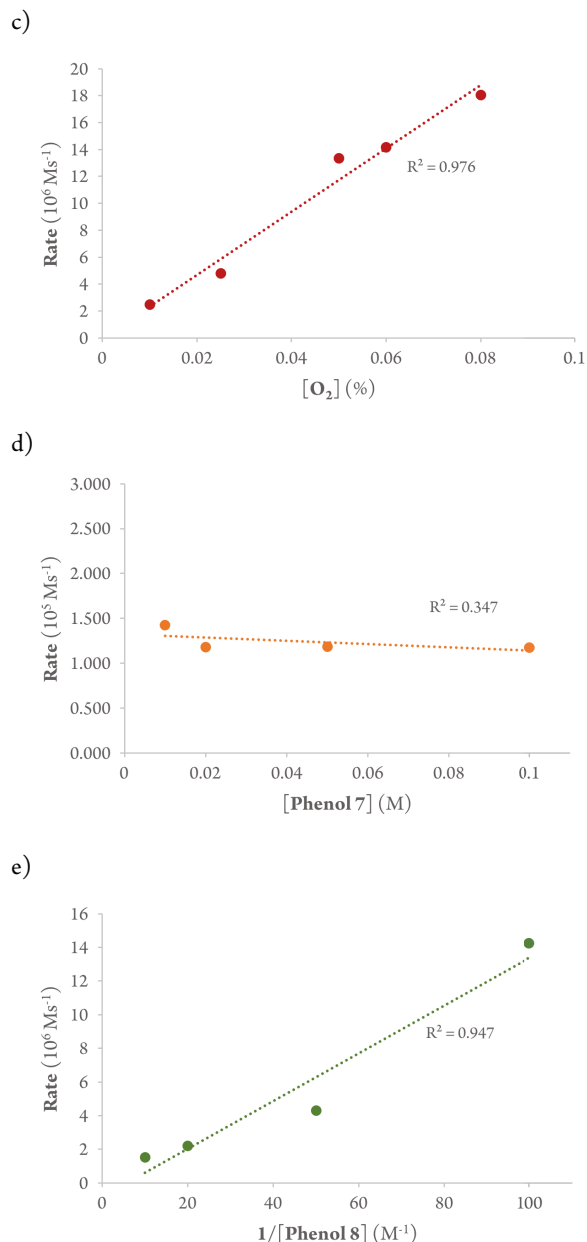 c)
20
18
16
14
12
10
8
6
4
2
0
Rate (10⁶ Ms⁻¹)
R² = 0.976
0 0.02 0.04 0.06 0.08 0.1
[O₂] (%)
d)
3.000
2.500
2.000
1.500
1.000
0.500
0.000
Rate (10⁵ Ms⁻¹)
R² = 0.347
0 0.02 0.04 0.06 0.08 0.1
[Phenol 7] (M)
e)
16
14
12
10
8
6
4
2
0
Rate (10⁶ Ms⁻¹)
R² = 0.947
0 20 40 60 80 100
1/[Phenol 8] (M⁻¹)